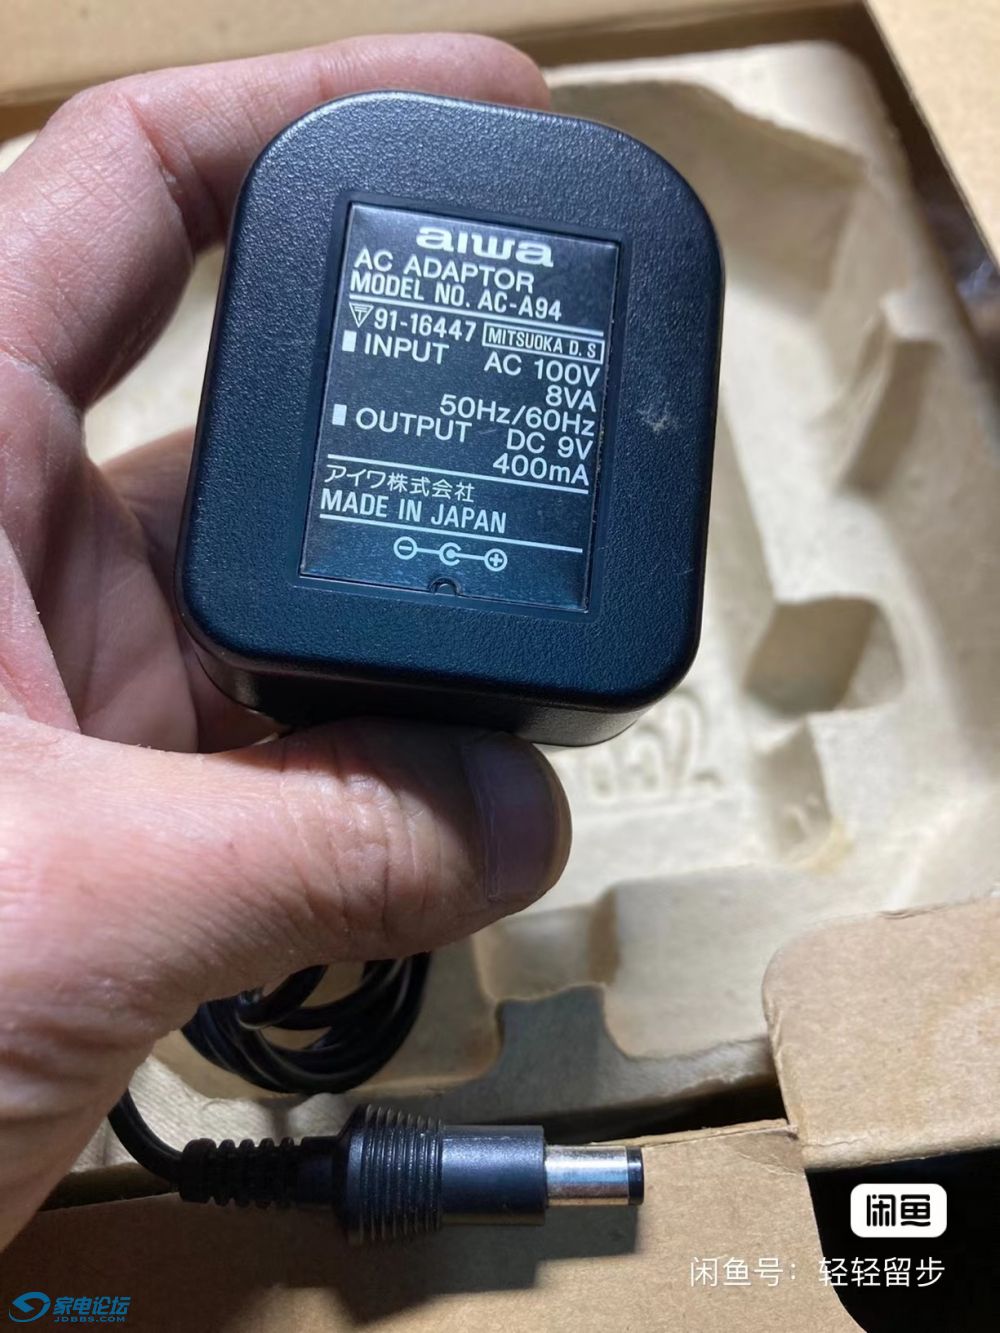 aiwa
AC ADAPTOR
MODEL NO. AC-A94
91-16447 MITSUOKA D.S
INPUT AC 100V
8VA
50Hz/60Hz
OUTPUT DC 9V
400mA
アイワ株式会社
MADE IN JAPAN
闲鱼
闲鱼号：轻轻留步
家电论坛
JDBBS.COM